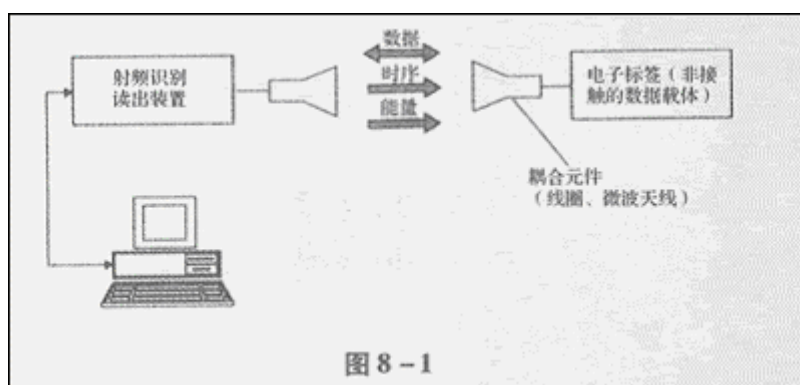 射频识别
读出装置
数据
时序
能量
电子标签（非接
触的数据载体）
耦合元件
（线圈、微波天线）
图 8－1